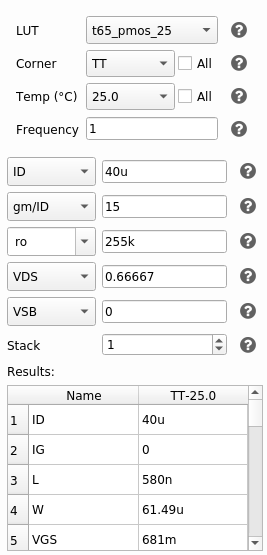 LUT t65_pmos_25 ?
Corner TT All ?
Temp (°C) 25.0 All ?
Frequency 1 ?
ID 40u ?
gm/ID 15 ?
ro 255k ?
VDS 0.66667 ?
VSB 0 ?
Stack 1 ?
Results:
Name TT-25.0
1 ID 40u
2 IG 0
3 L 580n
4 W 61.49u
5 VGS 681m